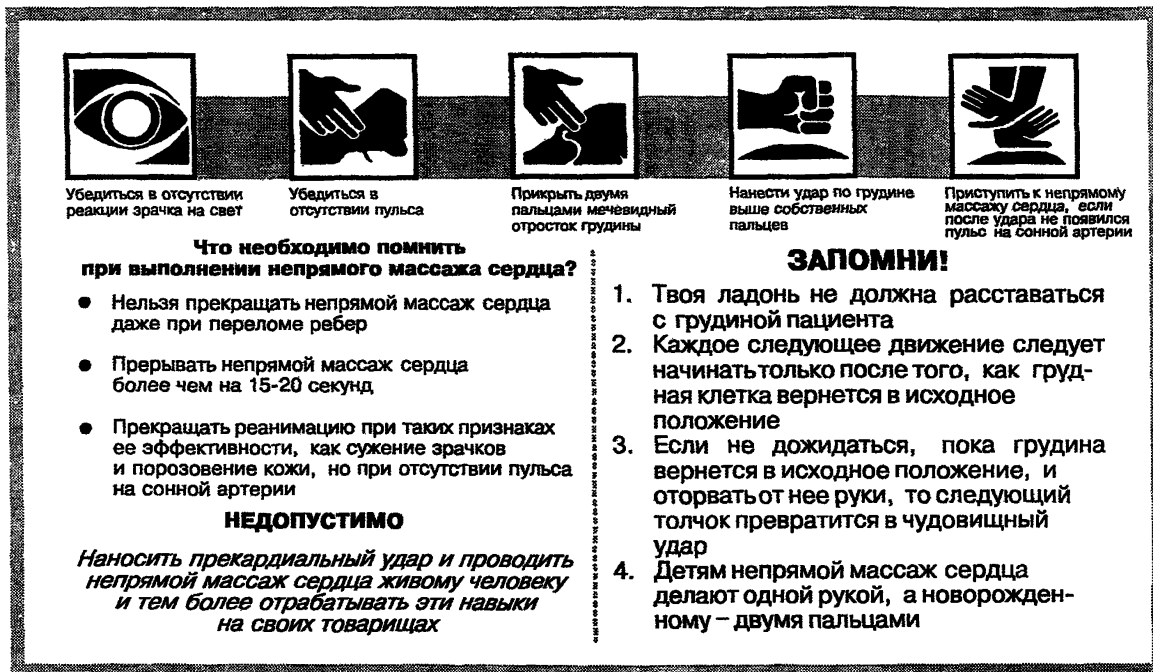 Убедиться в отсутствии
реакции зрачка на свет
Убедиться в
отсутствии пульса
Прикрыть двумя
пальцами мечевидный
отросток грудины
Нанести удар по грудине
выше собственных
пальцев
Приступить к непрямому
массажу сердца, если
после удара не появился
пульс на сонной артерии
Что необходимо помнить
при выполнении непрямого массажа сердца?
● Нельзя прекращать непрямой массаж сердца
даже при переломе ребер
● Прерывать непрямой массаж сердца
более чем на 15-20 секунд
● Прекращать реанимацию при таких признаках
ее эффективности, как сужение зрачков
и порозовение кожи, но при отсутствии пульса
на сонной артерии
НЕДОПУСТИМО
Наносить прекардиальный удар и проводить
непрямой массаж сердца живому человеку
и тем более отрабатывать эти навыки
на своих товарищах
ЗАПОМНИ!
1. Твоя ладонь не должна расставаться
с грудиной пациента
2. Каждое следующее движение следует
начинать только после того, как груд-
ная клетка вернется в исходное
положение
3. Если не дожидаться, пока грудина
вернется в исходное положение, и
оторвать от нее руки, то следующий
толчок превратится в чудовищный
удар
4. Детям непрямой массаж сердца
делают одной рукой, а новорожден-
ному – двумя пальцами